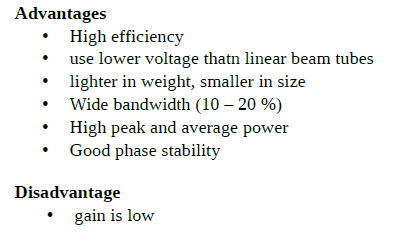 Advantages
• High efficiency
• use lower voltage thatn linear beam tubes
• lighter in weight, smaller in size
• Wide bandwidth (10 – 20 %)
• High peak and average power
• Good phase stability
Disadvantage
• gain is low